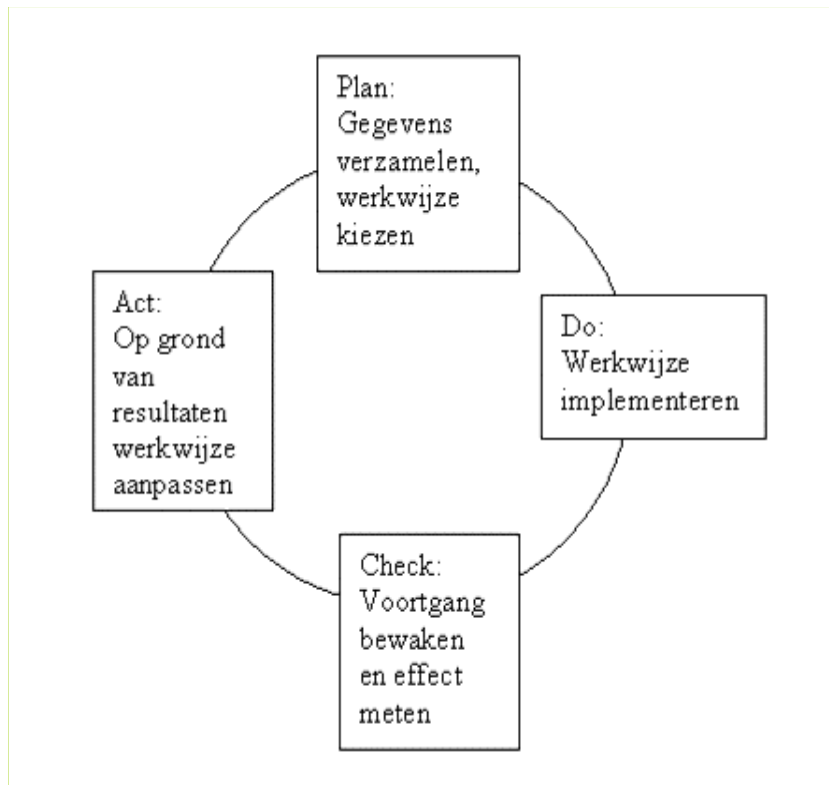 Plan:
Gegevens
verzamelen,
werkwijze
kiezen
Do:
Werkwijze
implementeren
Check:
Voortgang
bewaken
en effect
meten
Act:
Op grond
van
resultaten
werkwijze
aanpassen